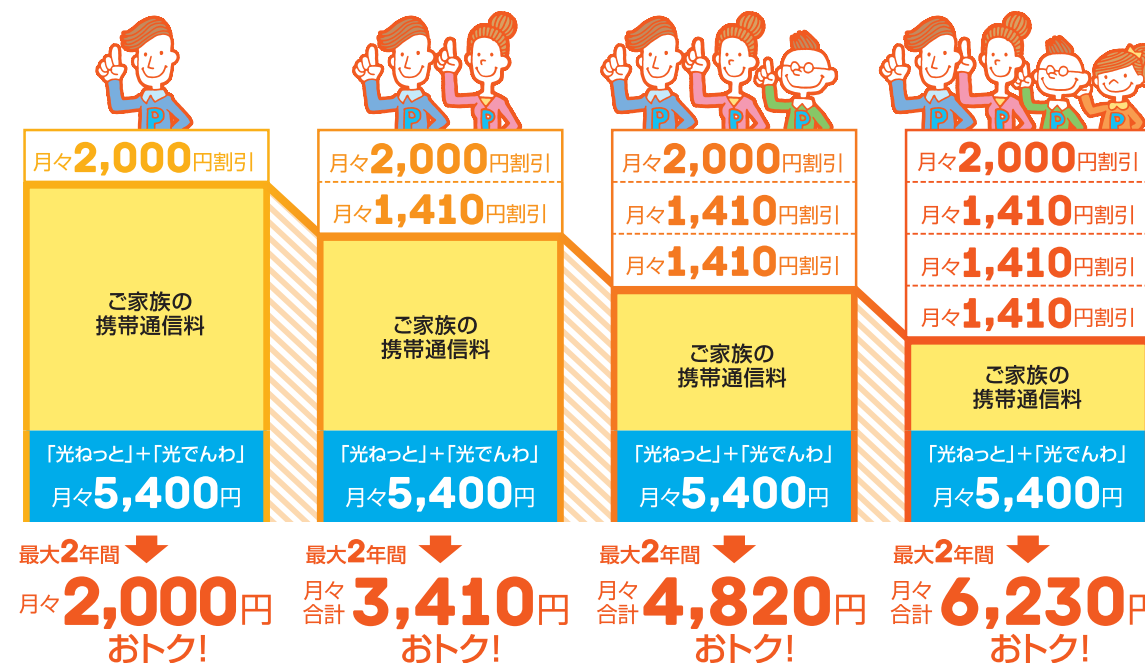 P
月々2,000円割引
ご家族の
携帯通信料
「光ねっと」+「光でんわ」
月々5,400円
最大2年間
月々2,000円
おトク!
P
P
月々2,000円割引
月々1,410円割引
ご家族の
携帯通信料
「光ねっと」+「光でんわ」
月々5,400円
最大2年間
月々合計3,410円
おトク!
P
P
P
月々2,000円割引
月々1,410円割引
月々1,410円割引
ご家族の
携帯通信料
「光ねっと」+「光でんわ」
月々5,400円
最大2年間
月々合計4,820円
おトク!
P
P
P
P
月々2,000円割引
月々1,410円割引
月々1,410円割引
月々1,410円割引
ご家族の
携帯通信料
「光ねっと」+「光でんわ」
月々5,400円
最大2年間
月々合計6,230円
おトク!